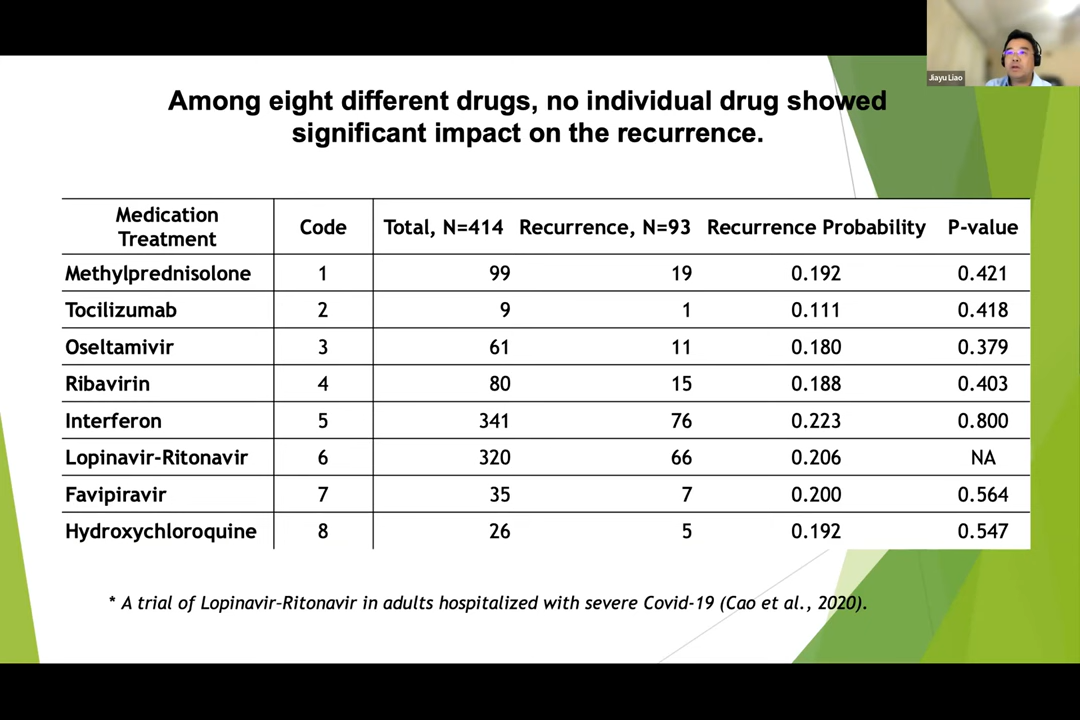 Jiayu Liao
Among eight different drugs, no individual drug showed
significant impact on the recurrence.
Medication
Treatment Code Total, N=414 Recurrence, N=93 Recurrence Probability P-value
Methylprednisolone 1 99 19 0.192 0.421
Tocilizumab 2 9 1 0.111 0.418
Oseltamivir 3 61 11 0.180 0.379
Ribavirin 4 80 15 0.188 0.403
Interferon 5 341 76 0.223 0.800
Lopinavir-Ritonavir 6 320 66 0.206 NA
Favipiravir 7 35 7 0.200 0.564
Hydroxychloroquine 8 26 5 0.192 0.547
* A trial of Lopinavir–Ritonavir in adults hospitalized with severe Covid-19 (Cao et al., 2020).